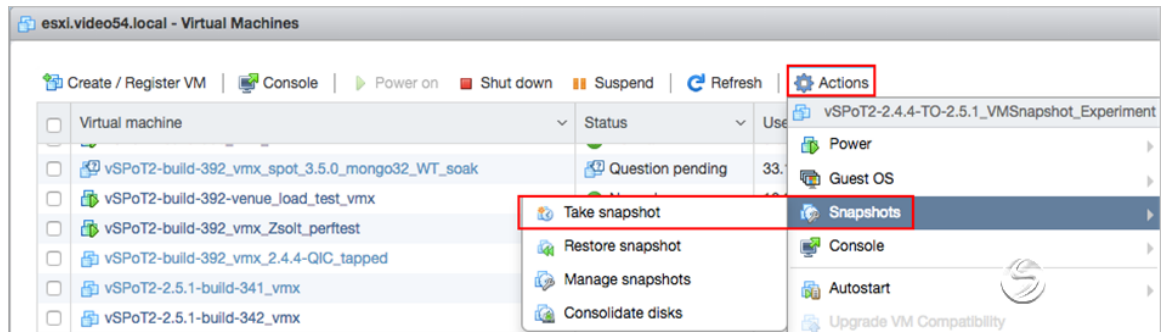 esxi.video54.local - Virtual Machines
Create / Register VM | Console | Power on Shut down Suspend | Refresh | Actions
Virtual machine Status Use
vSPoT2-2.4.4-TO-2.5.1_VMSnapshot_Experiment
Power
vSPoT2-build-392_vmx_spot_3.5.0_mongo32_WT_soak Question pending 33.
Guest OS
vSPoT2-build-392-venue_load_test_vmx
Take snapshot
Snapshots
vSPoT2-build-392_vmx_Zsolt_perftest
Restore snapshot
Console
vSPoT2-build-392_vmx_2.4.4-QIC_tapped
Manage snapshots
vSPoT2-2.5.1-build-341_vmx
Autostart
Consolidate disks
vSPoT2-2.5.1-build-342_vmx
Upgrade VM Compatibility